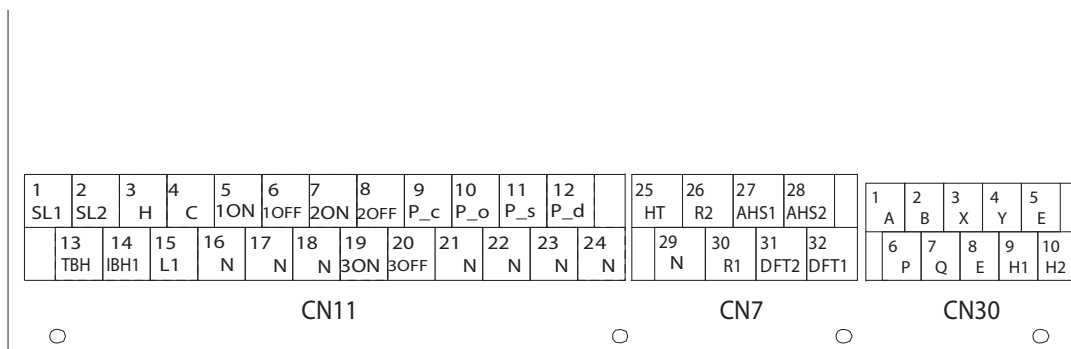 1 2 3 4 5 6 7 8 9 10 11 12
SL1 SL2 H C 1ON 1OFF 2ON 2OFF P_c P_o P_s P_d
13 14 15 16 17 18 19 20 21 22 23 24
TBH IBH1 L1 N N N 3ON 3OFF N N N N
CN11
25 26 27 28
HT R2 AHS1 AHS2
29 30 31 32
N R1 DFT2 DFT1
CN7
1 2 3 4 5
A B X Y E
6 7 8 9 10
P Q E H1 H2
CN30